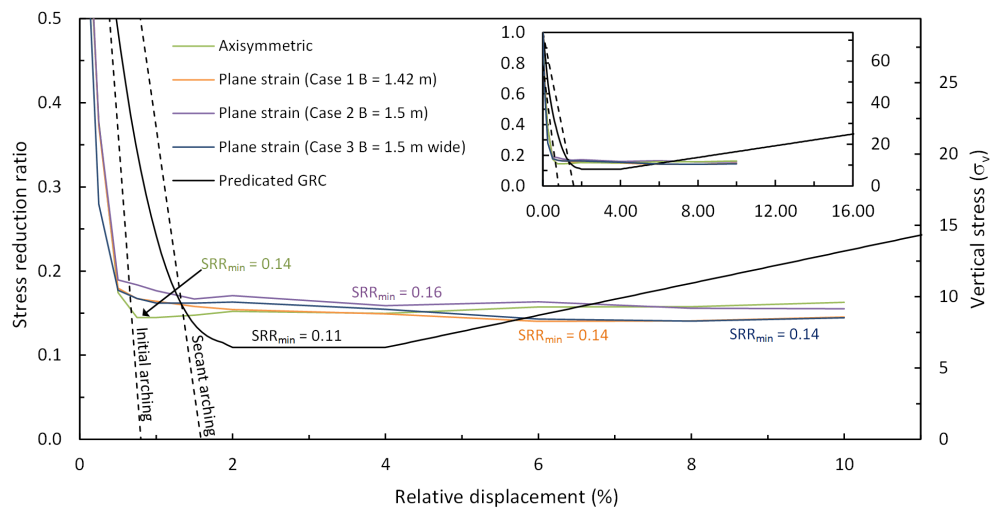 0.5
0.4
0.3
0.2
0.1
0.0
Stress reduction ratio
Axisymmetric
Plane strain (Case 1 B = 1.42 m)
Plane strain (Case 2 B = 1.5 m)
Plane strain (Case 3 B = 1.5 m wide)
Predicated GRC
1.0
0.8
0.6
0.4
0.2
0.0
0.00 4.00 8.00 12.00 16.00
60
40
20
0
25
20
15
10
5
0
Vertical stress (σv)
SRRmin = 0.14
SRRmin = 0.16
SRRmin = 0.11
SRRmin = 0.14
SRRmin = 0.14
Initial arching
Secant arching
0 2 4 6 8 10
Relative displacement (%)